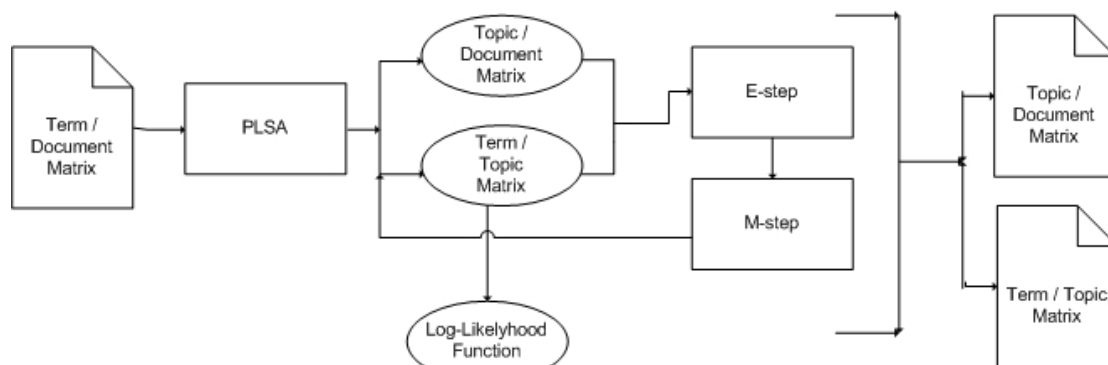 Term /
Document
Matrix
PLSA
Topic /
Document
Matrix
Term /
Topic
Matrix
Log-Likelyhood
Function
E-step
M-step
Topic /
Document
Matrix
Term / Topic
Matrix